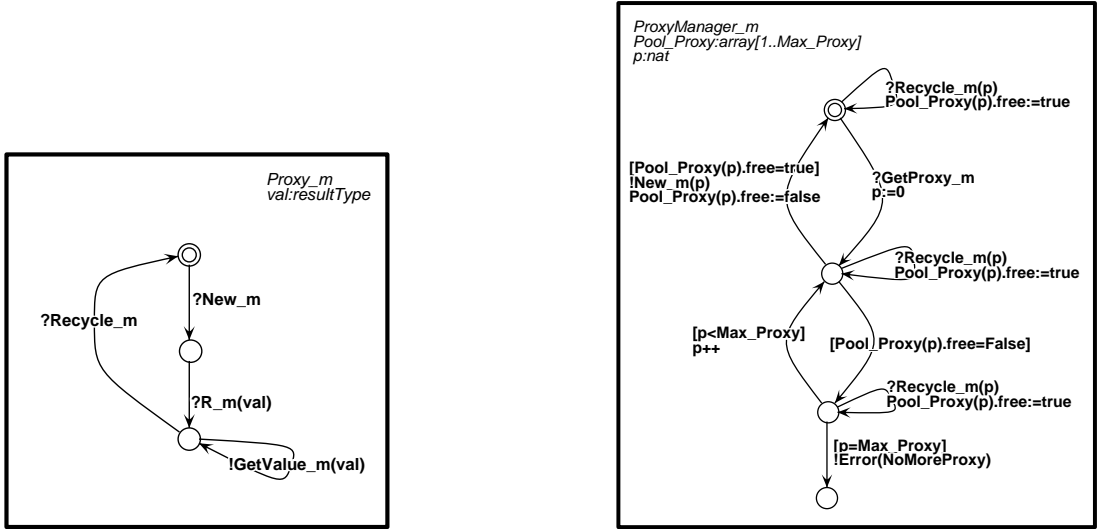 Proxy_m
val:resultType
?New_m
?Recycle_m
?R_m(val)
!GetValue_m(val)
ProxyManager_m
Pool_Proxy:array[1..Max_Proxy]
p:nat
?Recycle_m(p)
Pool_Proxy(p).free:=true
[Pool_Proxy(p).free=true]
!New_m(p)
Pool_Proxy(p).free:=false
?GetProxy_m
p:=0
?Recycle_m(p)
Pool_Proxy(p).free:=true
[p<Max_Proxy]
p++
[Pool_Proxy(p).free=False]
?Recycle_m(p)
Pool_Proxy(p).free:=true
[p=Max_Proxy]
!Error(NoMoreProxy)